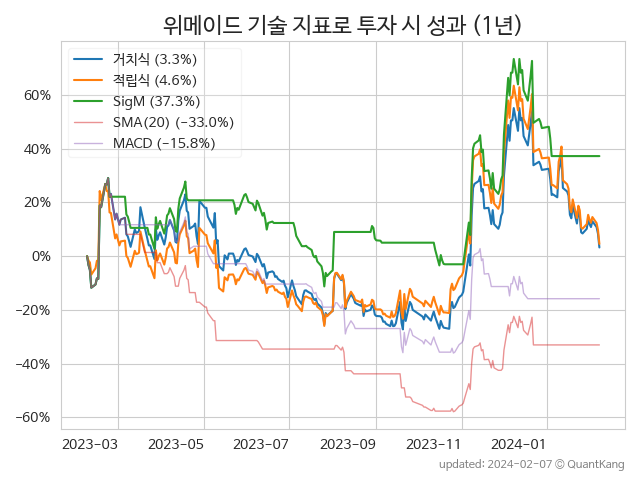 위메이드 기술 지표로 투자 시 성과 (1년)
거치식 (3.3%)
적립식 (4.6%)
SigM (37.3%)
SMA(20) (−33.0%)
MACD (−15.8%)
60%
40%
20%
0%
−20%
−40%
−60%
2023-03 2023-05 2023-07 2023-09 2023-11 2024-01
updated: 2024-02-07 © QuantKang